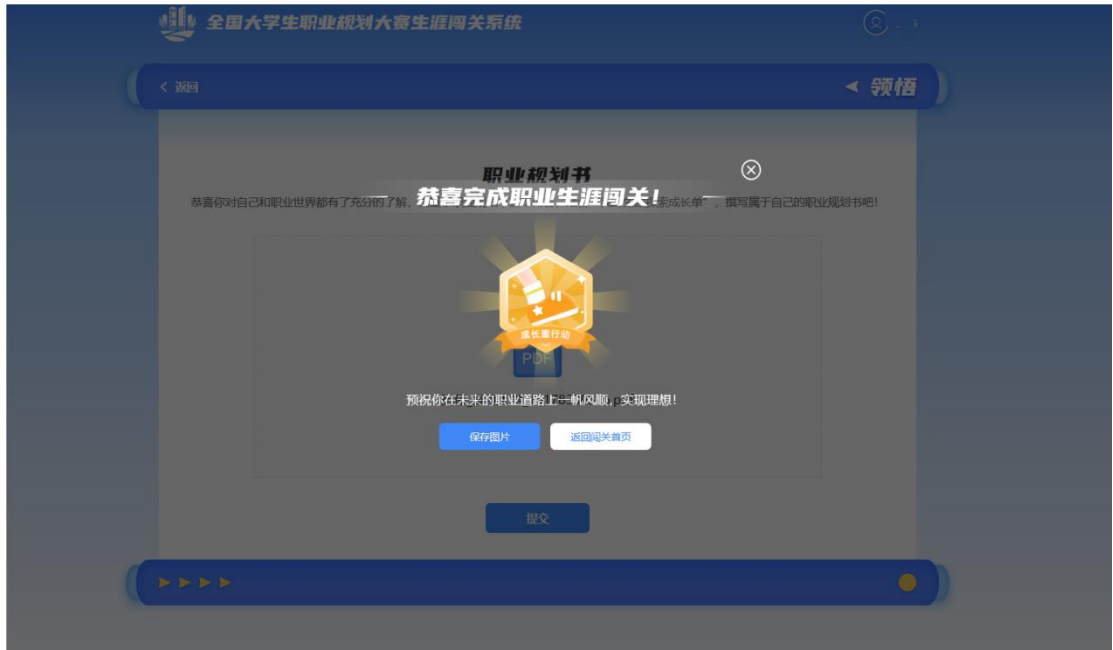 全国大学生职业规划大赛生涯闯关系统
< 返回
领悟
职业规划书
恭喜完成职业生涯闯关！
恭喜你对自己和职业世界都有了充分的了解，
索成长单”，撰写属于自己的职业规划书吧！
成长重行动
PDF
预祝你在未来的职业道路上一帆风顺，实现理想！
保存图片
返回闯关首页
提交